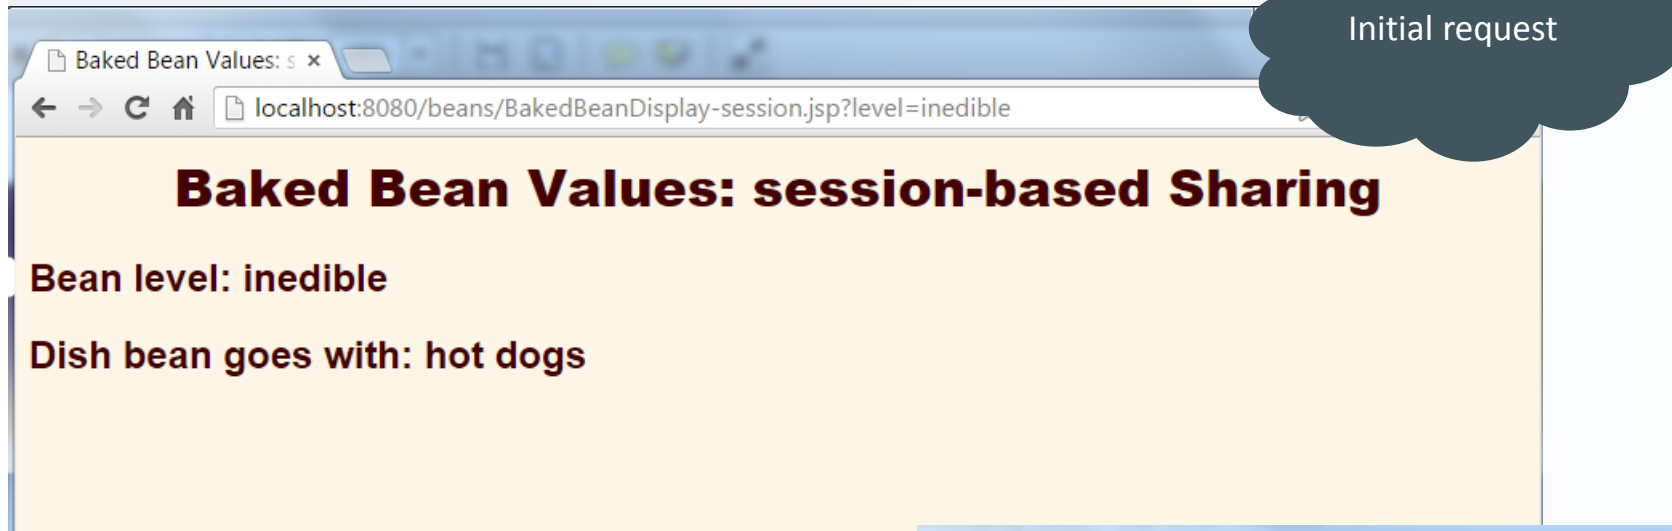 Initial request
Baked Bean Values: s
localhost:8080/beans/BakedBeanDisplay-session.jsp?level=inedible
Baked Bean Values: session-based Sharing
Bean level: inedible
Dish bean goes with: hot dogs